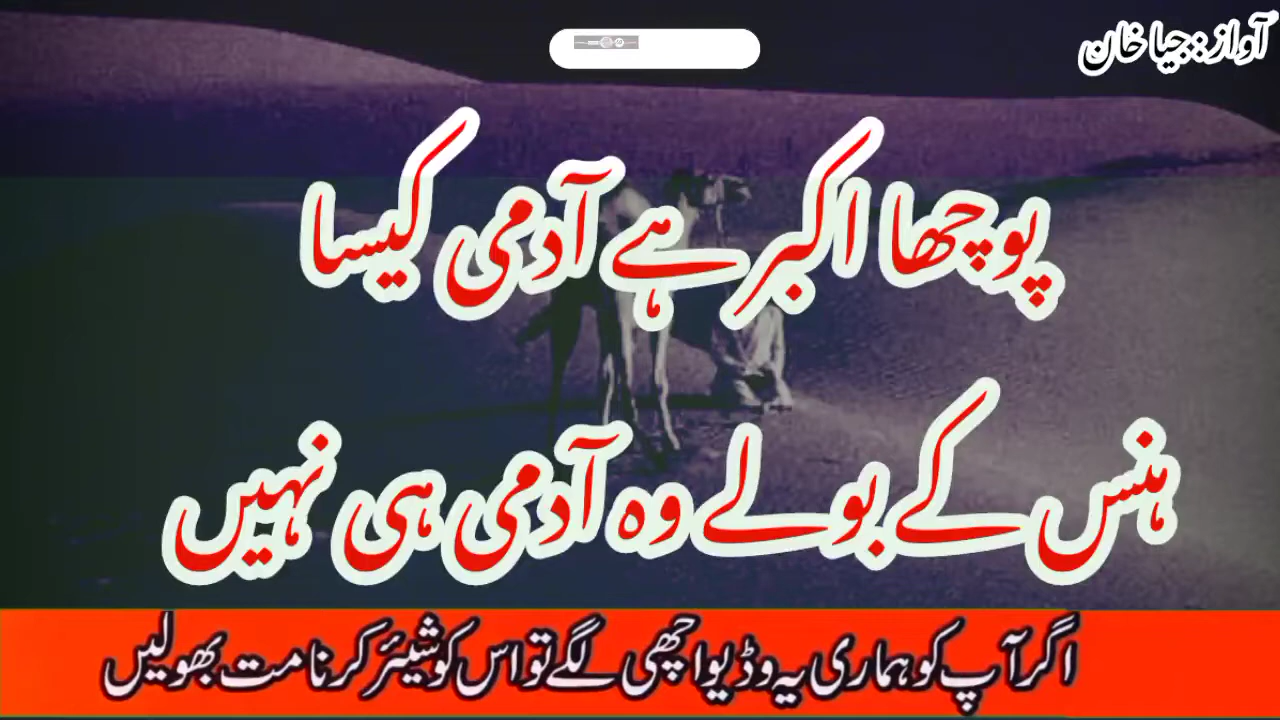 آواز:جیا خان
پوچھا اکبر ہے آدمی کیسا
ہنس کے بولے وہ آدمی ہی نہیں
اگر آپ کو ہماری یہ وڈیو اچھی لگے تو اس کو شیئر کرنا مت بھولیں